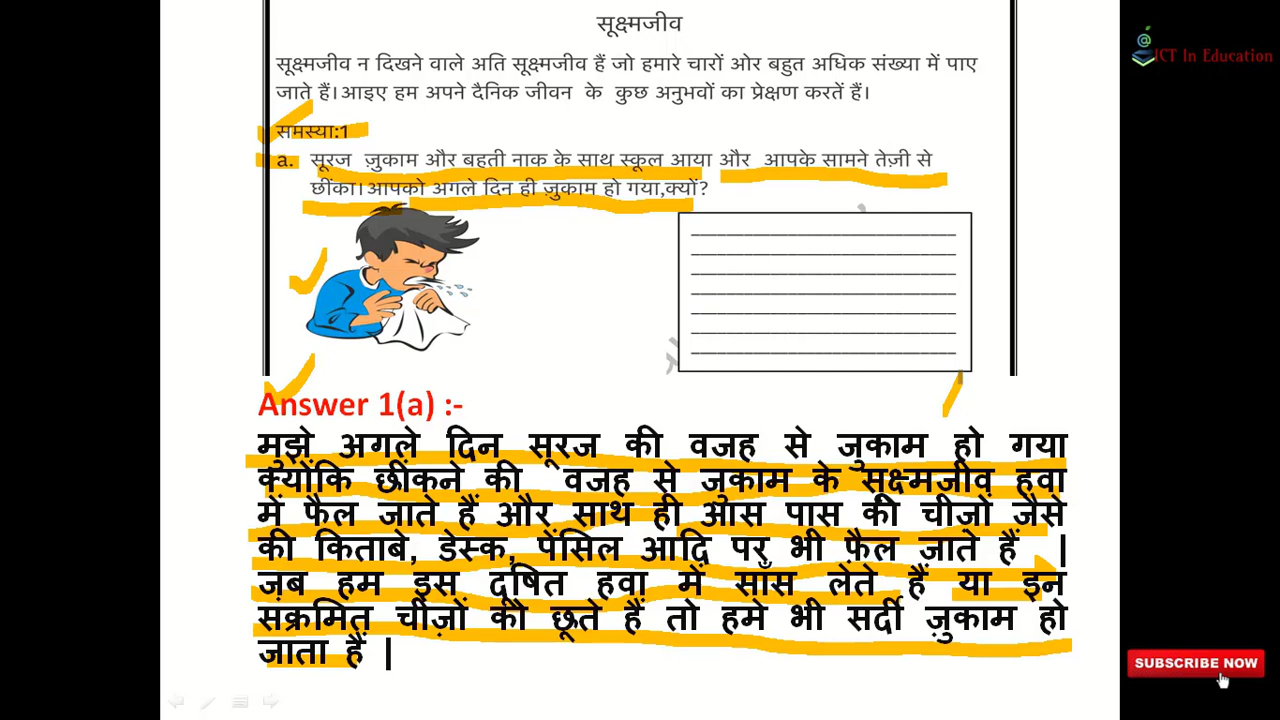 सूक्ष्मजीव
@
ICT In Education
सूक्ष्मजीव न दिखने वाले अति सूक्ष्मजीव हैं जो हमारे चारों ओर बहुत अधिक संख्या में पाए
जाते हैं। आइए हम अपने दैनिक जीवन के कुछ अनुभवों का प्रेक्षण करतें हैं।
समस्या:1
a. सूरज ज़ुकाम और बहती नाक के साथ स्कूल आया और आपके सामने तेज़ी से
छींका। आपको अगले दिन ही ज़ुकाम हो गया,क्यों?
Answer 1(a) :-
मुझे अगले दिन सूरज की वजह से जुकाम हो गया
क्योंकि छींकने की वजह से जुकाम के सूक्ष्मजीव हवा
में फैल जाते हैं और साथ ही आस पास की चीज़ो जैसे
की किताबे, डेस्क, पेंसिल आदि पर भी फ़ैल जाते हैं |
जब हम इस दूषित हवा में साँस लेते हैं या इन
सक्रमित चीज़ों को छूते हैं तो हमे भी सर्दी ज़ुकाम हो
जाता हैं |
SUBSCRIBE NOW